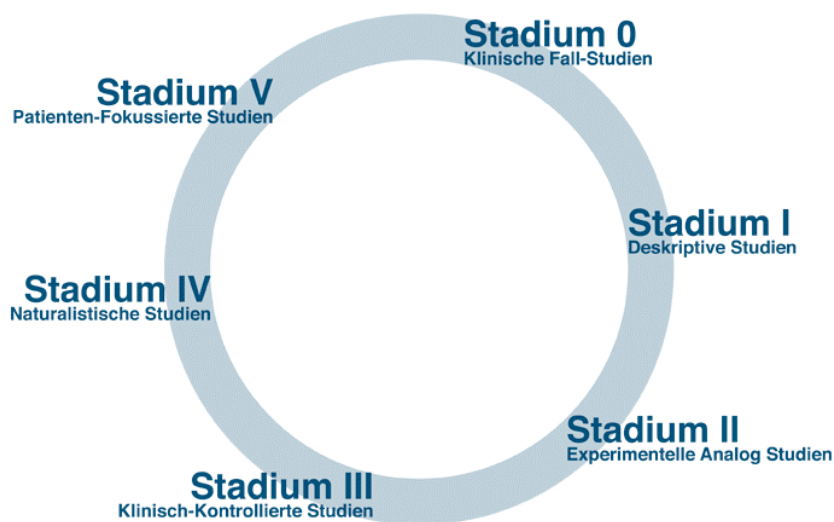 Stadium 0
Klinische Fall-Studien
Stadium I
Deskriptive Studien
Stadium II
Experimentelle Analog Studien
Stadium III
Klinisch-Kontrollierte Studien
Stadium IV
Naturalistische Studien
Stadium V
Patienten-Fokussierte Studien